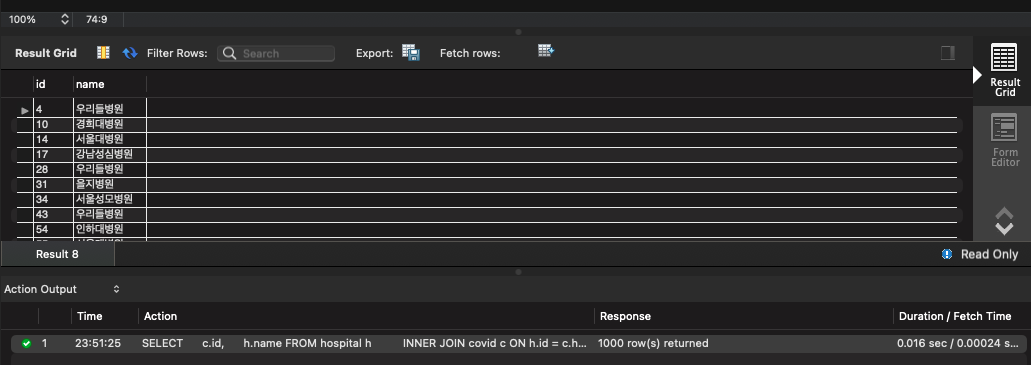 100% 74:9
Result Grid Filter Rows: Search Export: Fetch rows:
id name
4 우리들병원
10 경희대병원
14 서울대병원
17 강남성심병원
28 우리들병원
31 을지병원
34 서울성모병원
43 우리들병원
54 인하대병원
Result Grid
Form Editor
Result 8 Read Only
Action Output
Time Action Response Duration / Fetch Time
1 23:51:25 SELECT c.id, h.name FROM hospital h INNER JOIN covid c ON h.id = c.h... 1000 row(s) returned 0.016 sec / 0.00024 s...